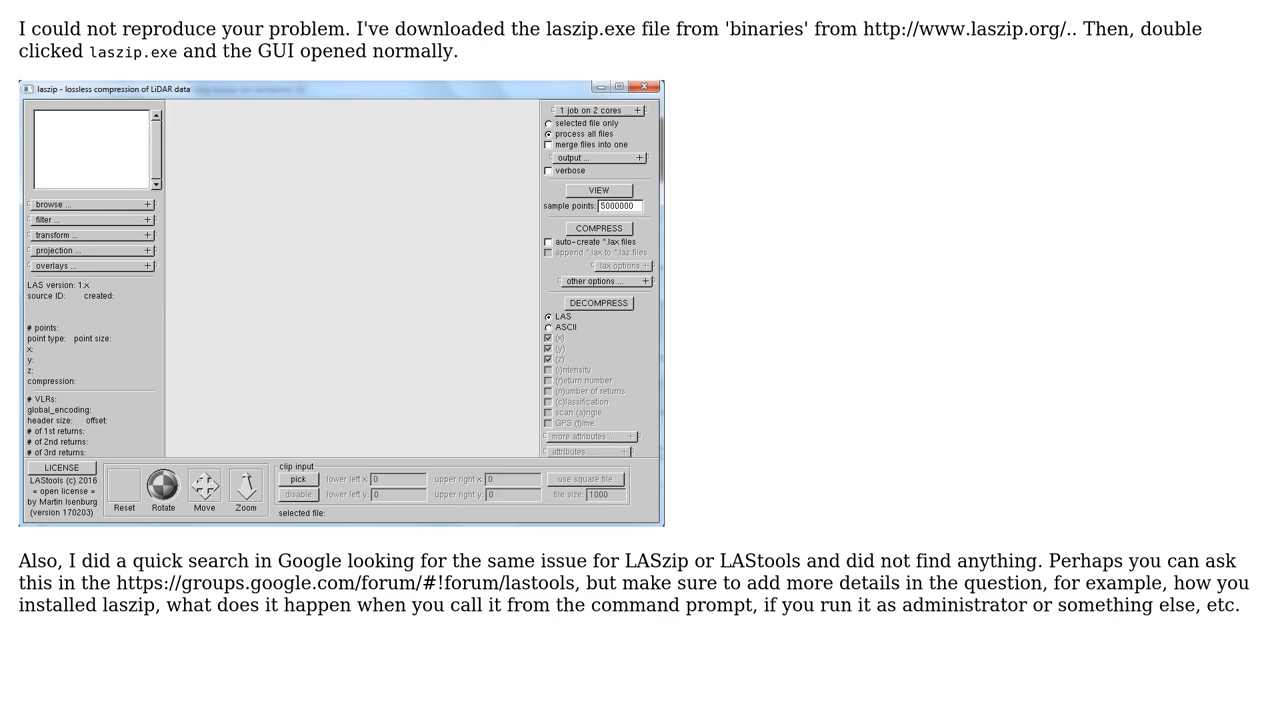 I could not reproduce your problem. I've downloaded the laszip.exe file from 'binaries' from http://www.laszip.org/.. Then, double
clicked laszip.exe and the GUI opened normally.
laszip - lossless compression of LiDAR data
browse ...
filter ...
transform ...
projection ...
overlays ...
LAS version: 1.x
source ID: created:
# points:
point type: point size:
x:
y:
z:
compression:
# VLRs:
global_encoding:
header size: offset:
# of 1st returns:
# of 2nd returns:
# of 3rd returns:
1 job on 2 cores +
selected file only
process all files
merge files into one
output ... +
verbose
VIEW
sample points: 5000000
COMPRESS
auto-create *.lax files
append *.lax to *.laz files
lax options +
other options ... +
DECOMPRESS
LAS
ASCII
(x)
(y)
(z)
(i)ntensity
(r)eturn number
(n)umber of returns
(c)lassification
scan (a)ngle
GPS (t)ime
more attributes ... +
attributes ... +
LICENSE
LAStools (c) 2016
= open license =
by Martin Isenburg
(version 170203)
Reset Rotate Move Zoom
clip input
pick lower left x: 0 upper right x: 0 use square tile
disable lower left y: 0 upper right y: 0 tile size: 1000
selected file:
Also, I did a quick search in Google looking for the same issue for LASzip or LAStools and did not find anything. Perhaps you can ask
this in the https://groups.google.com/forum/#!forum/lastools, but make sure to add more details in the question, for example, how you
installed laszip, what does it happen when you call it from the command prompt, if you run it as administrator or something else, etc.